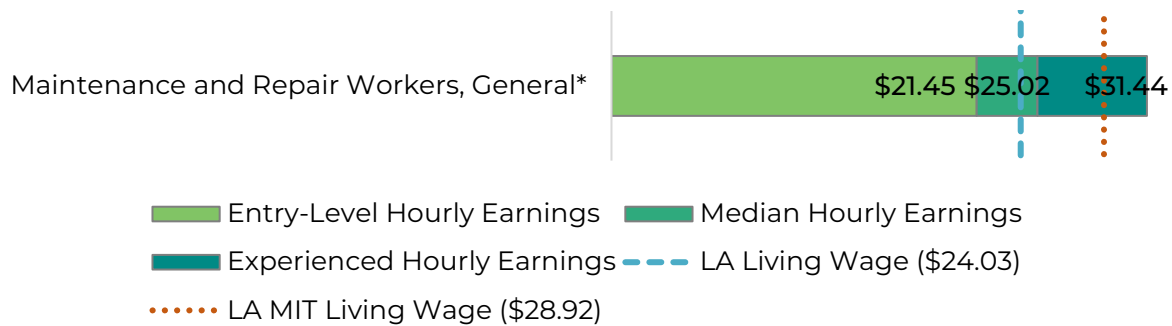 Maintenance and Repair Workers, General* $21.45 $25.02 $31.44
Entry-Level Hourly Earnings Median Hourly Earnings
Experienced Hourly Earnings LA Living Wage ($24.03)
LA MIT Living Wage ($28.92)